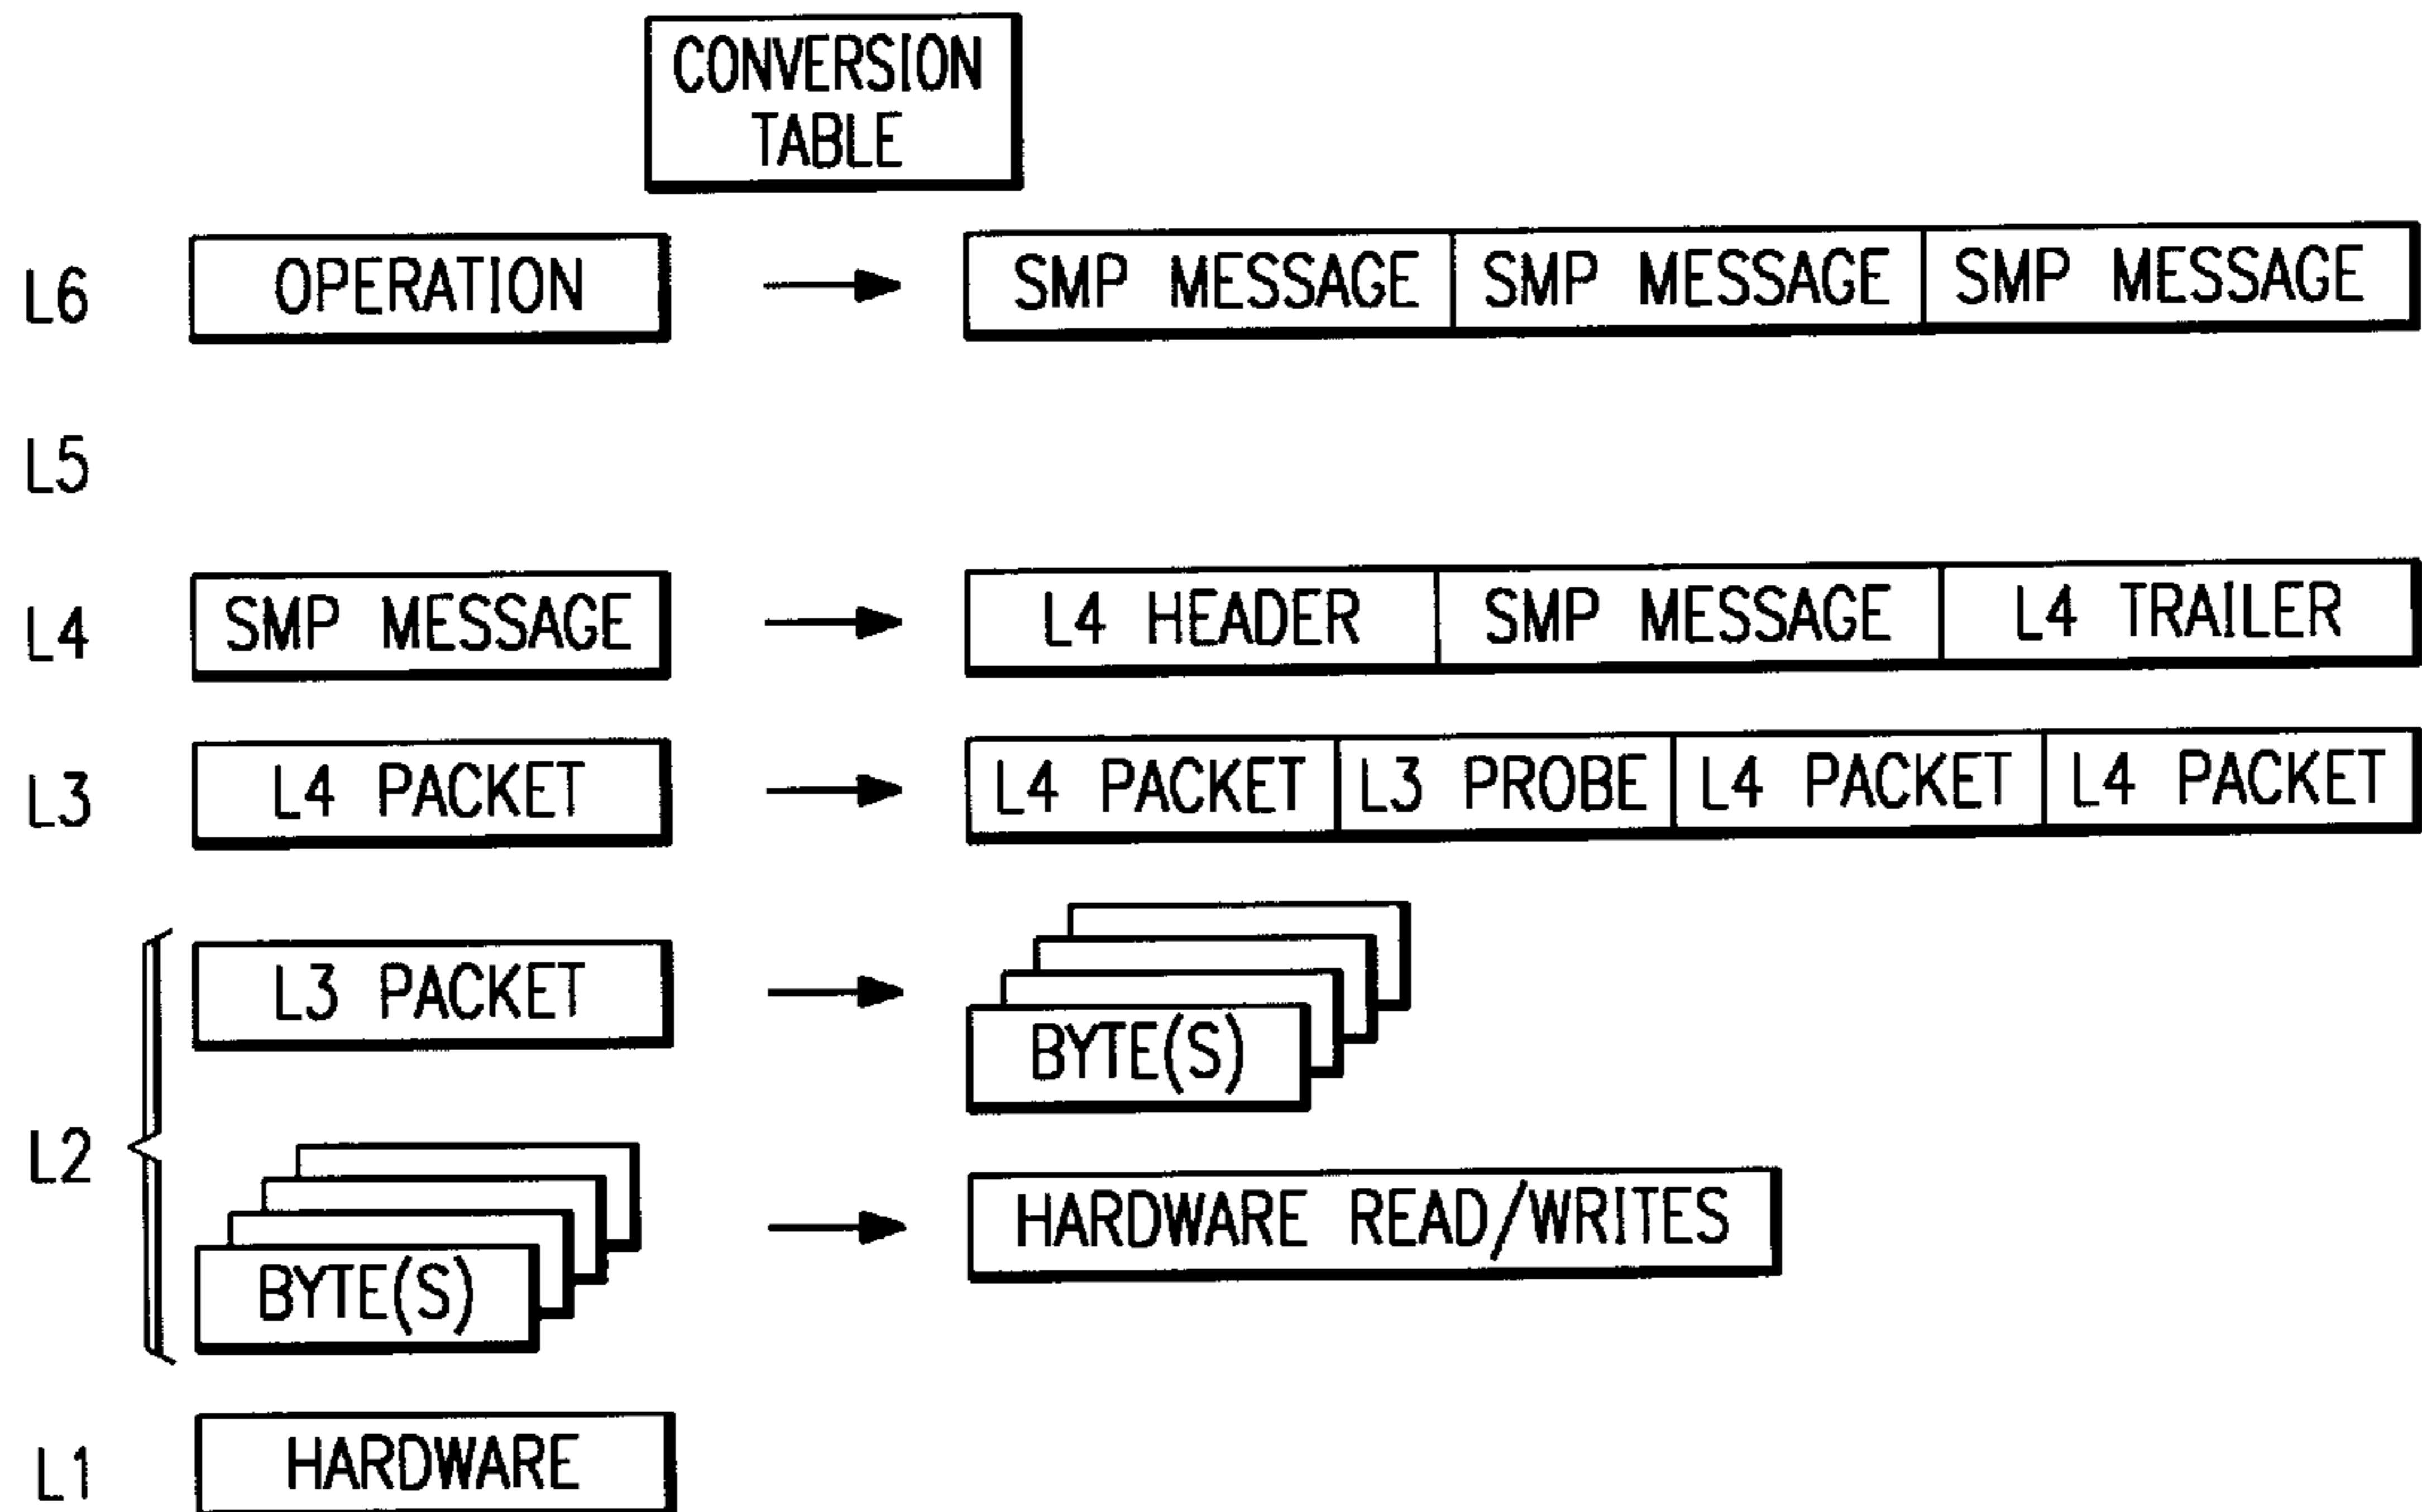 CONVERSION
TABLE
L6 OPERATION SMP MESSAGE SMP MESSAGE SMP MESSAGE
L5
L4 SMP MESSAGE L4 HEADER SMP MESSAGE L4 TRAILER
L3 L4 PACKET L4 PACKET L3 PROBE L4 PACKET L4 PACKET
L3 PACKET BYTE(S)
L2
BYTE(S) HARDWARE READ/WRITES
L1 HARDWARE